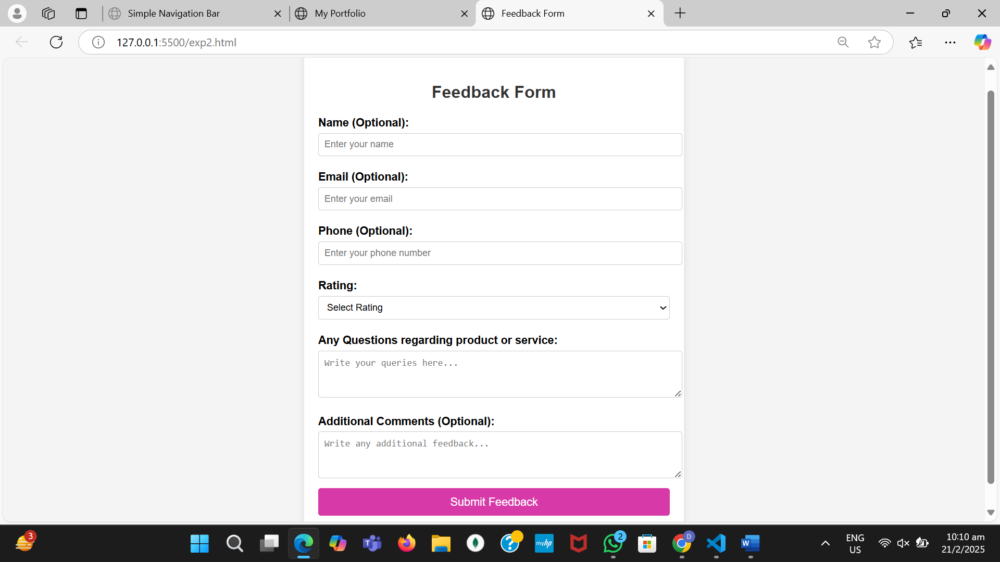 Simple Navigation Bar
My Portfolio
Feedback Form
127.0.0.1:5500/exp2.html
Feedback Form
Name (Optional):
Enter your name
Email (Optional):
Enter your email
Phone (Optional):
Enter your phone number
Rating:
Select Rating
Any Questions regarding product or service:
Write your queries here...
Additional Comments (Optional):
Write any additional feedback...
Submit Feedback
3
T
?
myhp
2
D
W
ENG
US
10:10 am
21/2/2025